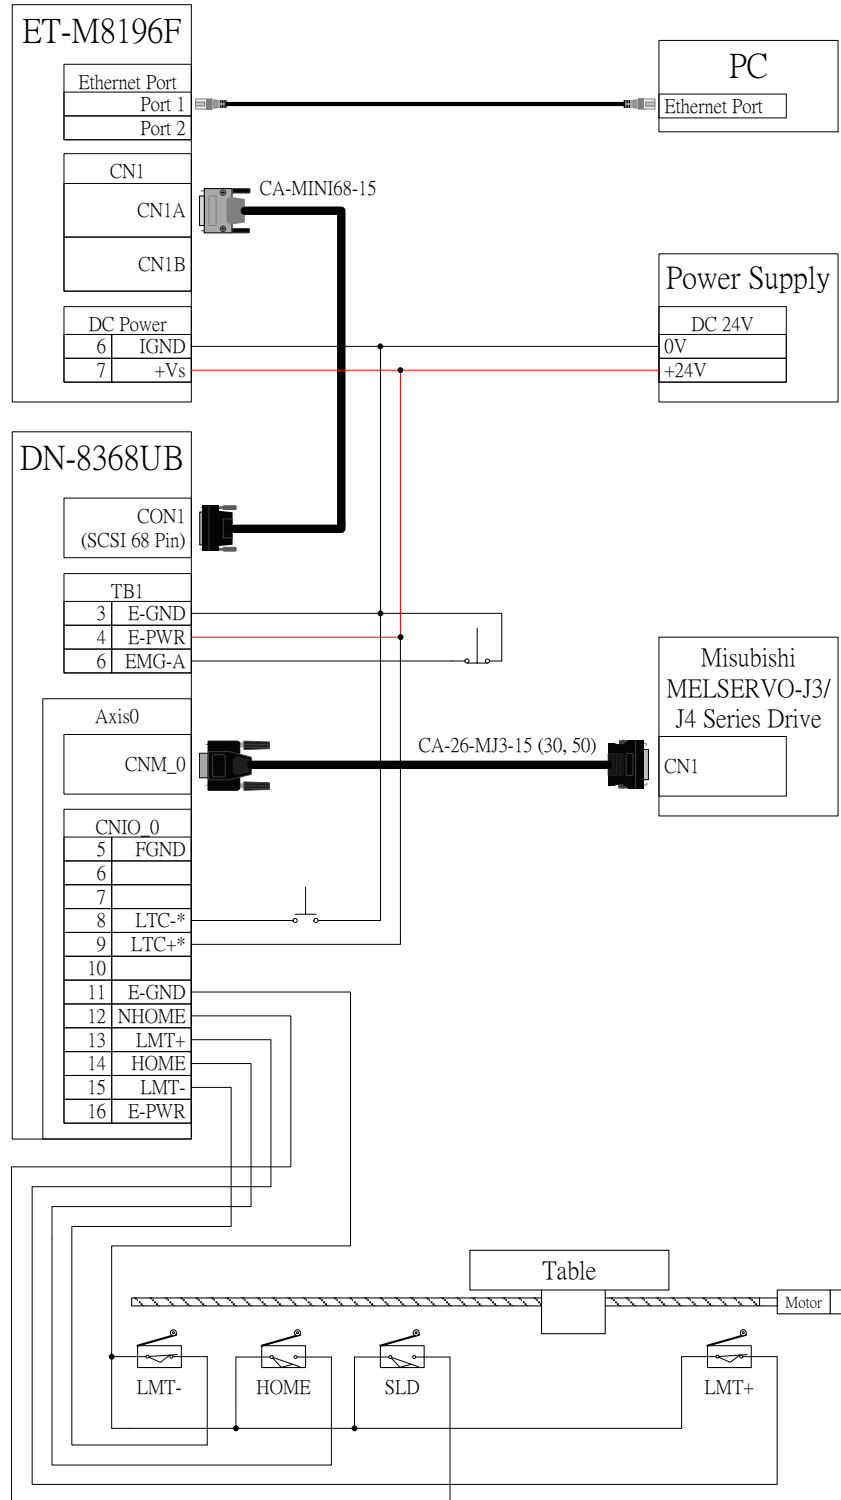 ET-M8196F
Ethernet Port
Port 1
Port 2
CN1
CN1A
CN1B
DC Power
6 IGND
7 +Vs
PC
Ethernet Port
CA-MINI68-15
Power Supply
DC 24V
0V
+24V
DN-8368UB
CON1
(SCSI 68 Pin)
TB1
3 E-GND
4 E-PWR
6 EMG-A
Axis0
CNM_0
CA-26-MJ3-15 (30, 50)
Misubishi
MELSERVO-J3/
J4 Series Drive
CN1
CNIO_0
5 FGND
6
7
8 LTC-*
9 LTC+*
10
11 E-GND
12 NHOME
13 LMT+
14 HOME
15 LMT-
16 E-PWR
Table
Motor
LMT-
HOME
SLD
LMT+